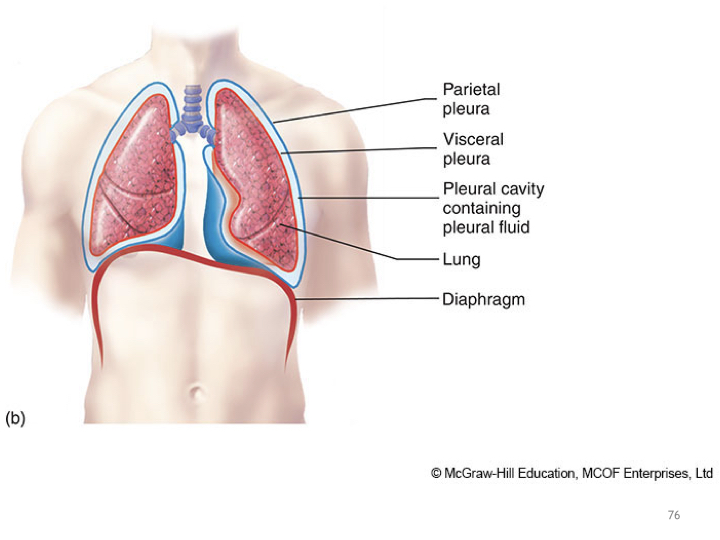 Parietal
pleura
Visceral
pleura
Pleural cavity
containing
pleural fluid
Lung
Diaphragm
(b)
© McGraw-Hill Education, MCOF Enterprises, Ltd
76